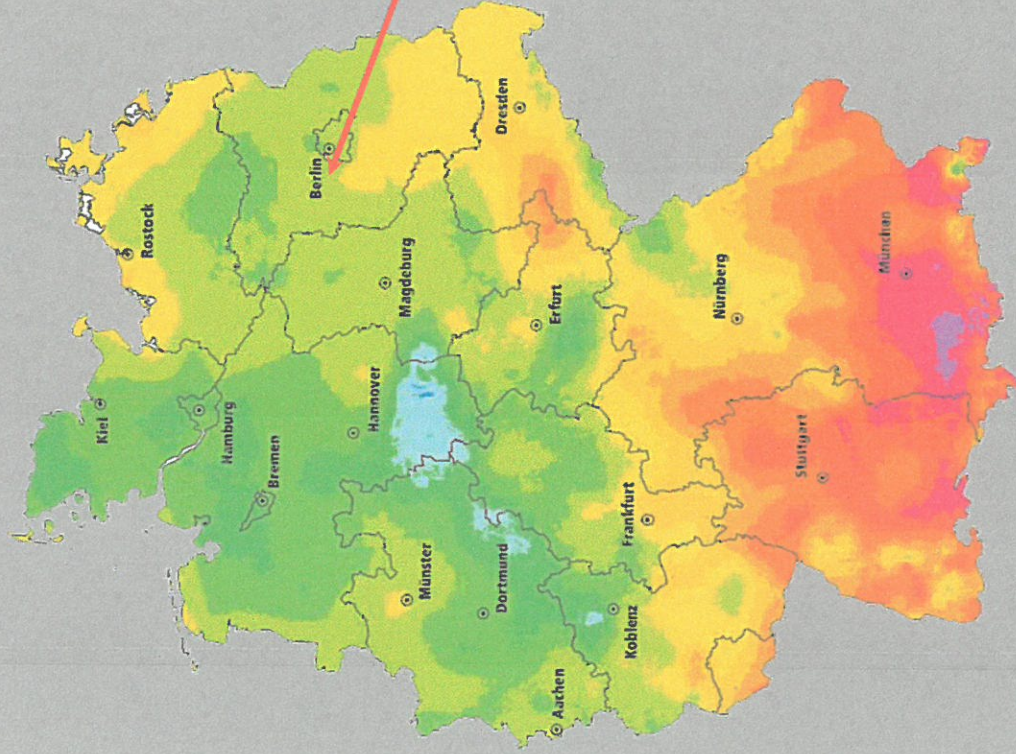 Kiel
Rostock
Hamburg
Bremen
Berlin
Hannover
Magdeburg
Münster
Dortmund
Dresden
Erfurt
Aachen
Koblenz
Frankfurt
Nürnberg
Stuttgart
München